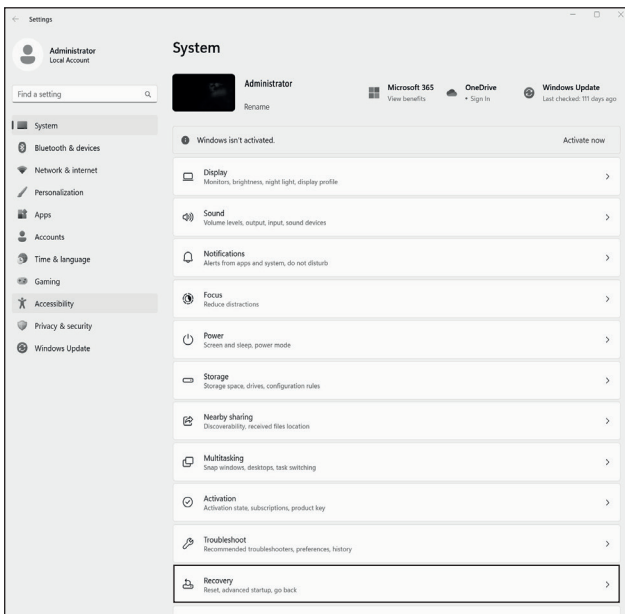 Settings
Administrator
Local Account
Find a setting
System
Bluetooth & devices
Network & internet
Personalization
Apps
Accounts
Time & language
Gaming
Accessibility
Privacy & security
Windows Update
System
Administrator
Rename
Microsoft 365
View benefits
OneDrive
• Sign In
Windows Update
Last checked: 111 days ago
Windows isn't activated.
Activate now
Display
Monitors, brightness, night light, display profile
Sound
Volume levels, output, input, sound devices
Notifications
Alerts from apps and system, do not disturb
Focus
Reduce distractions
Power
Screen and sleep, power mode
Storage
Storage space, drives, configuration rules
Nearby sharing
Discoverability, received files location
Multitasking
Snap windows, desktops, task switching
Activation
Activation state, subscriptions, product key
Troubleshoot
Recommended troubleshooters, preferences, history
Recovery
Reset, advanced startup, go back